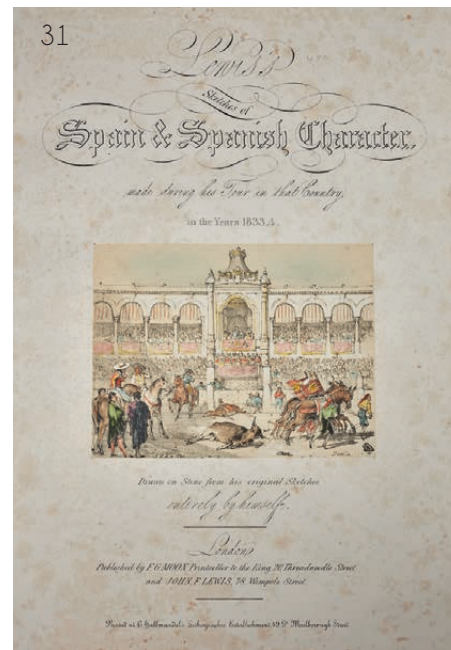 31
Lewis's
Sketches of
Spain & Spanish Character,
made during his Tour in that Country,
in the Years 1833,4.
Drawn on Stone from his original Sketches
entirely by himself.
London
Published by F G MOON Printseller to the King, 20 Threadneedle Street
and JOHN F LEWIS, 78 Wimpole Street
Printed at C Hullmandel's Lithographic Establishment 49 Gt Marlborough Street